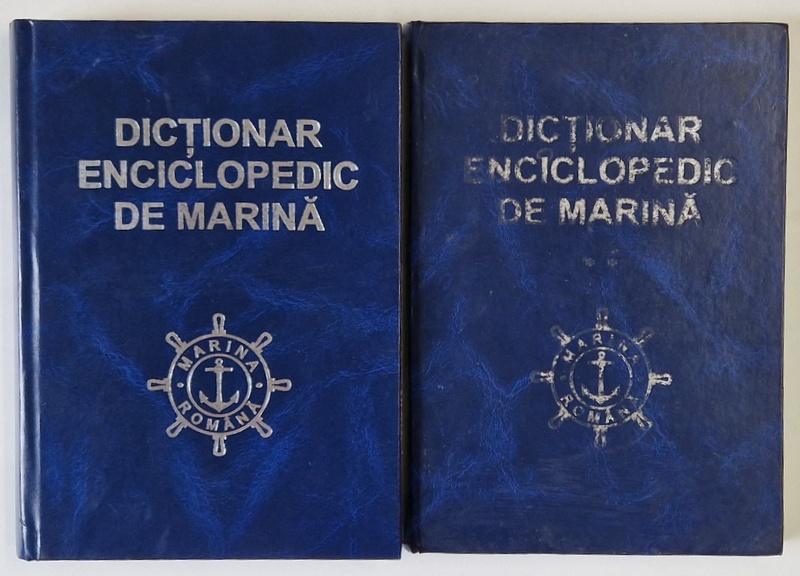 DICȚIONAR
ENCICLOPEDIC
DE MARINĂ
MARINA
ROMÂNĂ
DICȚIONAR
ENCICLOPEDIC
DE MARINĂ
* *
MARINA
ROMÂNĂ